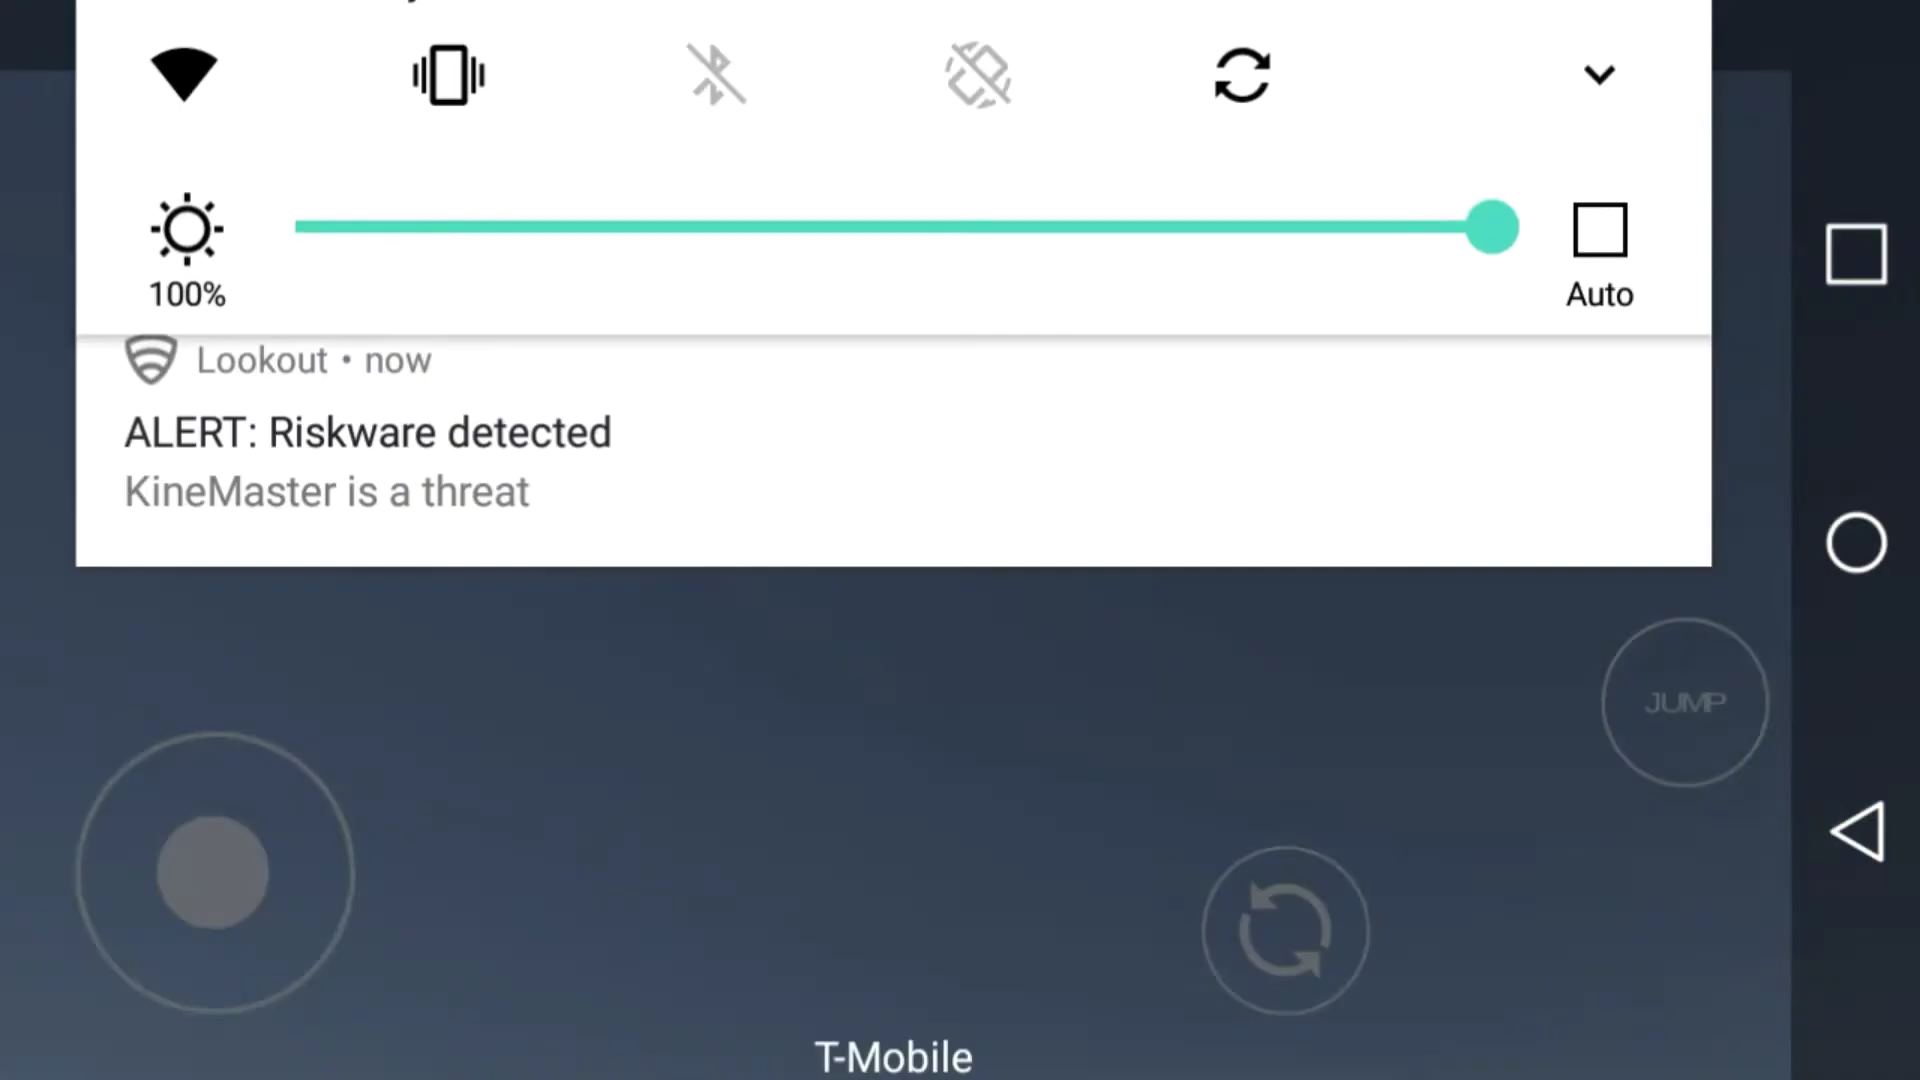 100%
Auto
Lookout • now
ALERT: Riskware detected
KineMaster is a threat
JUMP
T-Mobile